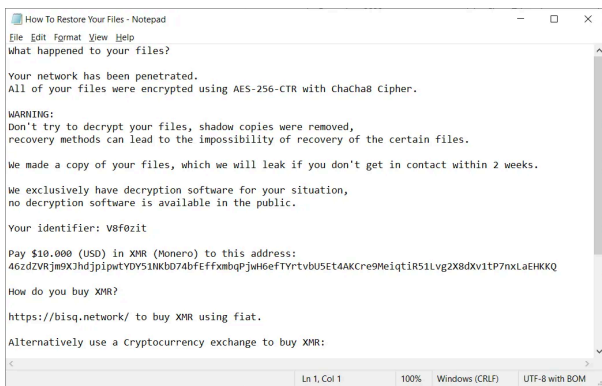 How To Restore Your Files - Notepad
File Edit Format View Help
What happened to your files?
Your network has been penetrated.
All of your files were encrypted using AES-256-CTR with ChaCha8 Cipher.
WARNING:
Don't try to decrypt your files, shadow copies were removed,
recovery methods can lead to the impossibility of recovery of the certain files.
We made a copy of your files, which we will leak if you don't get in contact within 2 weeks.
We exclusively have decryption software for your situation,
no decryption software is available in the public.
Your identifier: V8f0zit
Pay $10.000 (USD) in XMR (Monero) to this address:
46zdZVRjm9XJhdjpipwtYDY51NKbD74bfEffxmbqPjwH6efTYrtvbU5Et4AKCre9MeiqtiR51Lvg2X8dXv1tP7nxLaEHKKQ
How do you buy XMR?
https://bisq.network/ to buy XMR using fiat.
Alternatively use a Cryptocurrency exchange to buy XMR:
Ln 1, Col 1 100% Windows (CRLF) UTF-8 with BOM